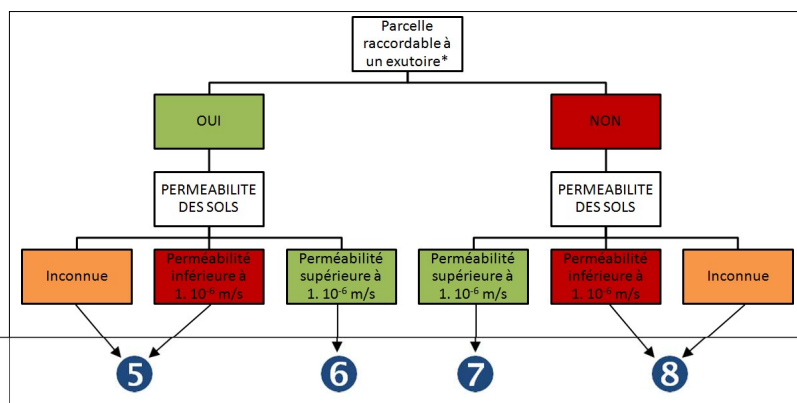 Parcelle
raccordable à
un exutoire*
OUI
NON
PERMEABILITE
DES SOLS
PERMEABILITE
DES SOLS
Inconnue
Perméabilité
inférieure à
1. 10⁻⁶ m/s
Perméabilité
supérieure à
1. 10⁻⁶ m/s
Perméabilité
supérieure à
1. 10⁻⁶ m/s
Perméabilité
inférieure à
1. 10⁻⁶ m/s
Inconnue
5
6
7
8